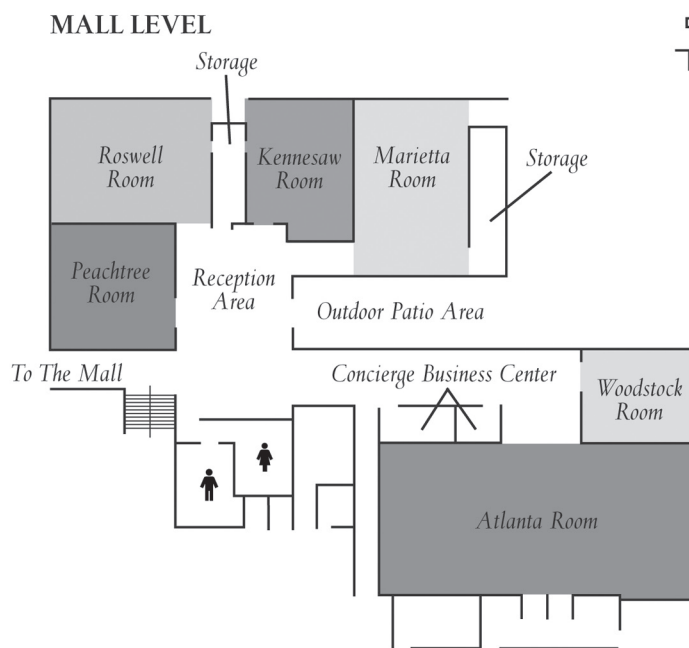 MALL LEVEL
Storage
Roswell
Room
Kennesaw
Room
Marietta
Room
Storage
Peachtree
Room
Reception
Area
Outdoor Patio Area
To The Mall
Concierge Business Center
Woodstock
Room
Atlanta Room